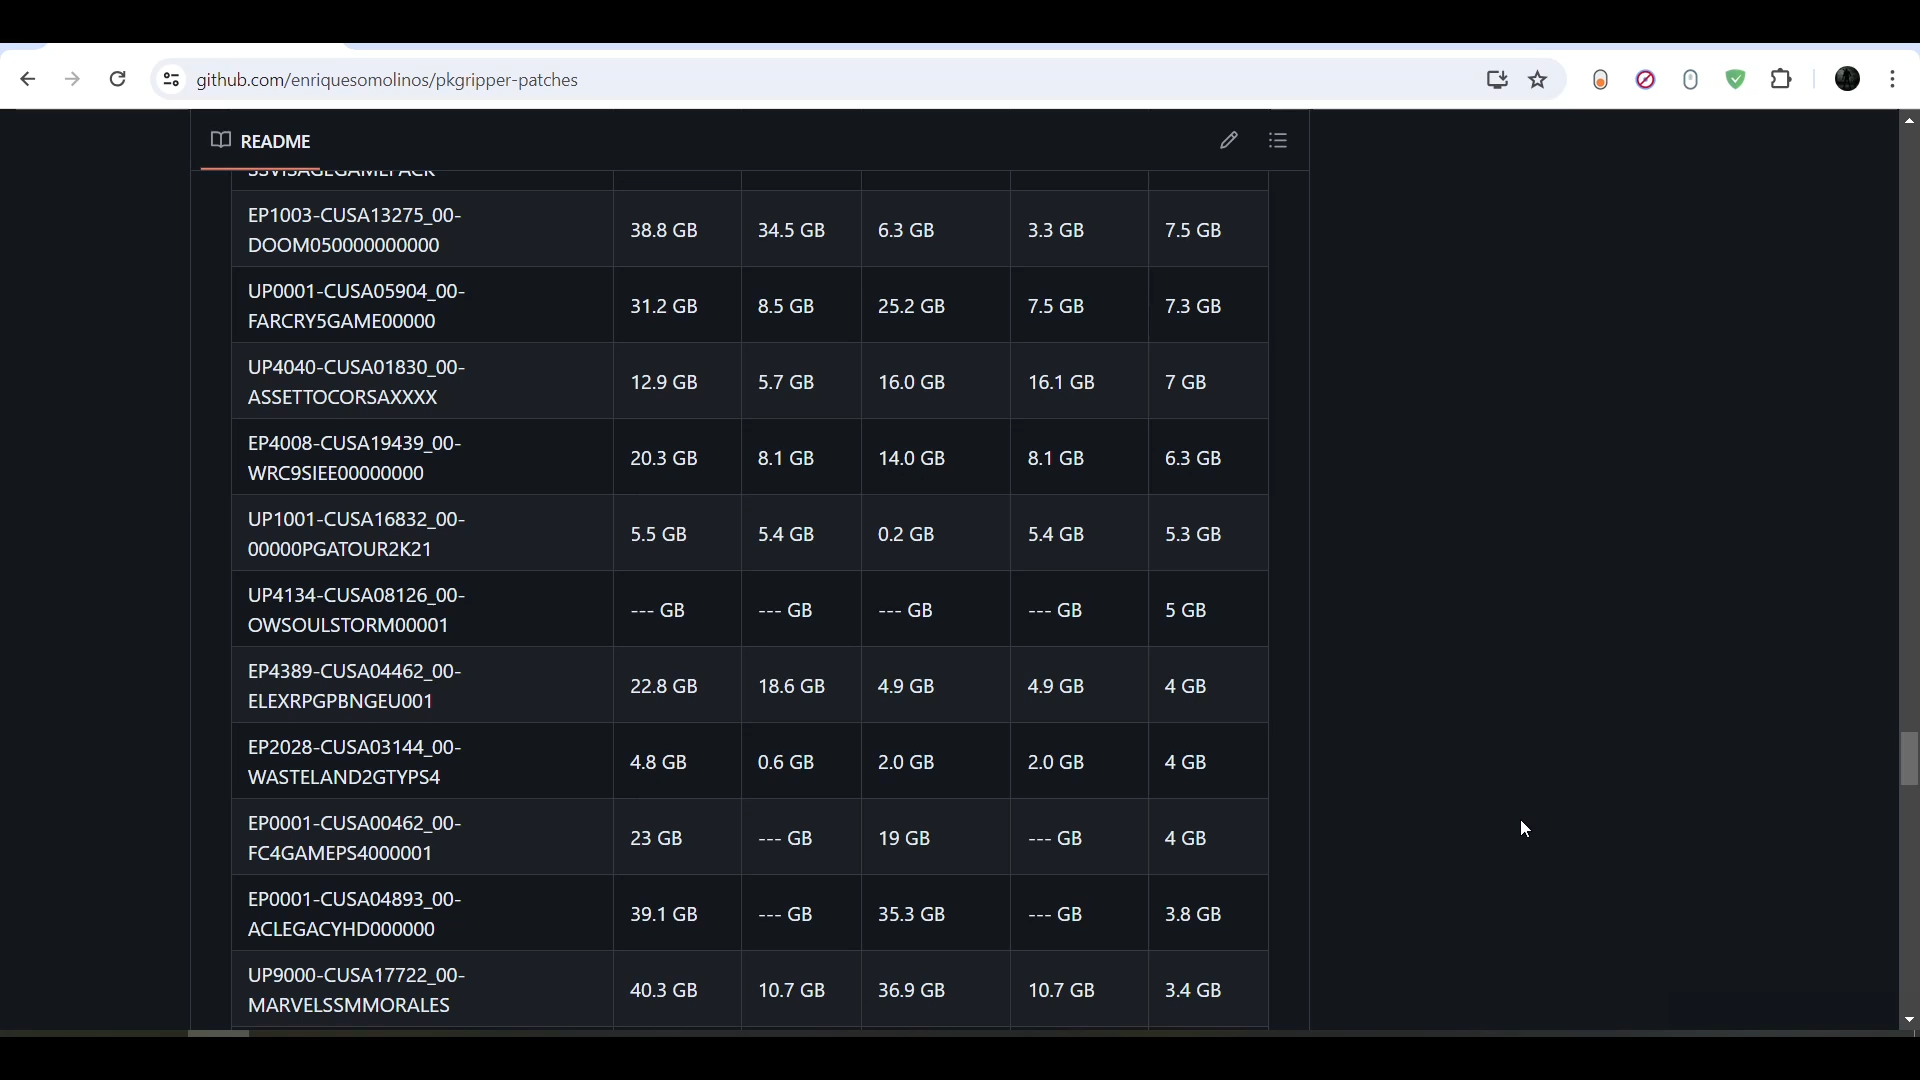 github.com/enriquesomolinos/pkgripper-patches
README
SSVISAGEGAMEPACK
EP1003-CUSA13275_00-
DOOM050000000000
38.8 GB 34.5 GB 6.3 GB 3.3 GB 7.5 GB
UP0001-CUSA05904_00-
FARCRY5GAME00000
31.2 GB 8.5 GB 25.2 GB 7.5 GB 7.3 GB
UP4040-CUSA01830_00-
ASSETTOCORSAXXXX
12.9 GB 5.7 GB 16.0 GB 16.1 GB 7 GB
EP4008-CUSA19439_00-
WRC9SIEE00000000
20.3 GB 8.1 GB 14.0 GB 8.1 GB 6.3 GB
UP1001-CUSA16832_00-
00000PGATOUR2K21
5.5 GB 5.4 GB 0.2 GB 5.4 GB 5.3 GB
UP4134-CUSA08126_00-
OWSOULSTORM00001
--- GB --- GB --- GB --- GB 5 GB
EP4389-CUSA04462_00-
ELEXRPGPBNGEU001
22.8 GB 18.6 GB 4.9 GB 4.9 GB 4 GB
EP2028-CUSA03144_00-
WASTELAND2GTYPS4
4.8 GB 0.6 GB 2.0 GB 2.0 GB 4 GB
EP0001-CUSA00462_00-
FC4GAMEPS4000001
23 GB --- GB 19 GB --- GB 4 GB
EP0001-CUSA04893_00-
ACLEGACYHD000000
39.1 GB --- GB 35.3 GB --- GB 3.8 GB
UP9000-CUSA17722_00-
MARVELSSMMORALES
40.3 GB 10.7 GB 36.9 GB 10.7 GB 3.4 GB